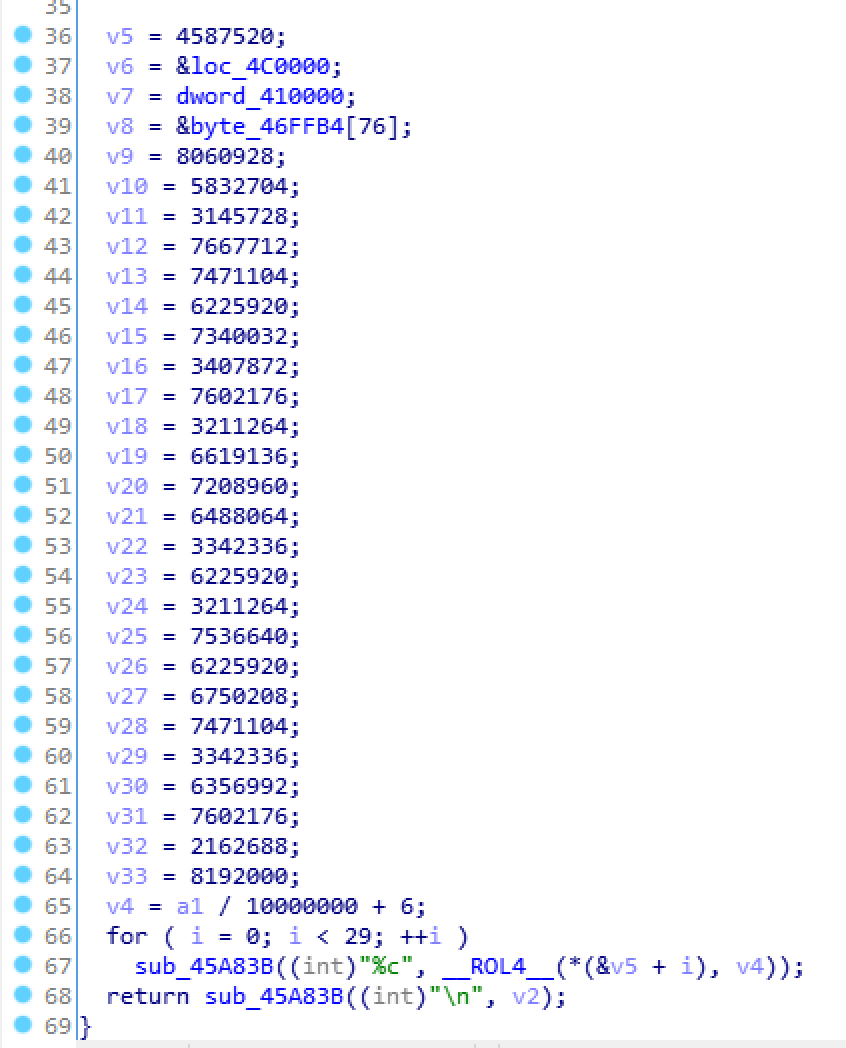 35
36 v5 = 4587520;
37 v6 = &loc_4C0000;
38 v7 = dword_410000;
39 v8 = &byte_46FFB4[76];
40 v9 = 8060928;
41 v10 = 5832704;
42 v11 = 3145728;
43 v12 = 7667712;
44 v13 = 7471104;
45 v14 = 6225920;
46 v15 = 7340032;
47 v16 = 3407872;
48 v17 = 7602176;
49 v18 = 3211264;
50 v19 = 6619136;
51 v20 = 7208960;
52 v21 = 6488064;
53 v22 = 3342336;
54 v23 = 6225920;
55 v24 = 3211264;
56 v25 = 7536640;
57 v26 = 6225920;
58 v27 = 6750208;
59 v28 = 7471104;
60 v29 = 3342336;
61 v30 = 6356992;
62 v31 = 7602176;
63 v32 = 2162688;
64 v33 = 8192000;
65 v4 = a1 / 10000000 + 6;
66 for ( i = 0; i < 29; ++i )
67 sub_45A83B((int)"%c", __ROL4__(*(&v5 + i), v4));
68 return sub_45A83B((int)"\n", v2);
69 }